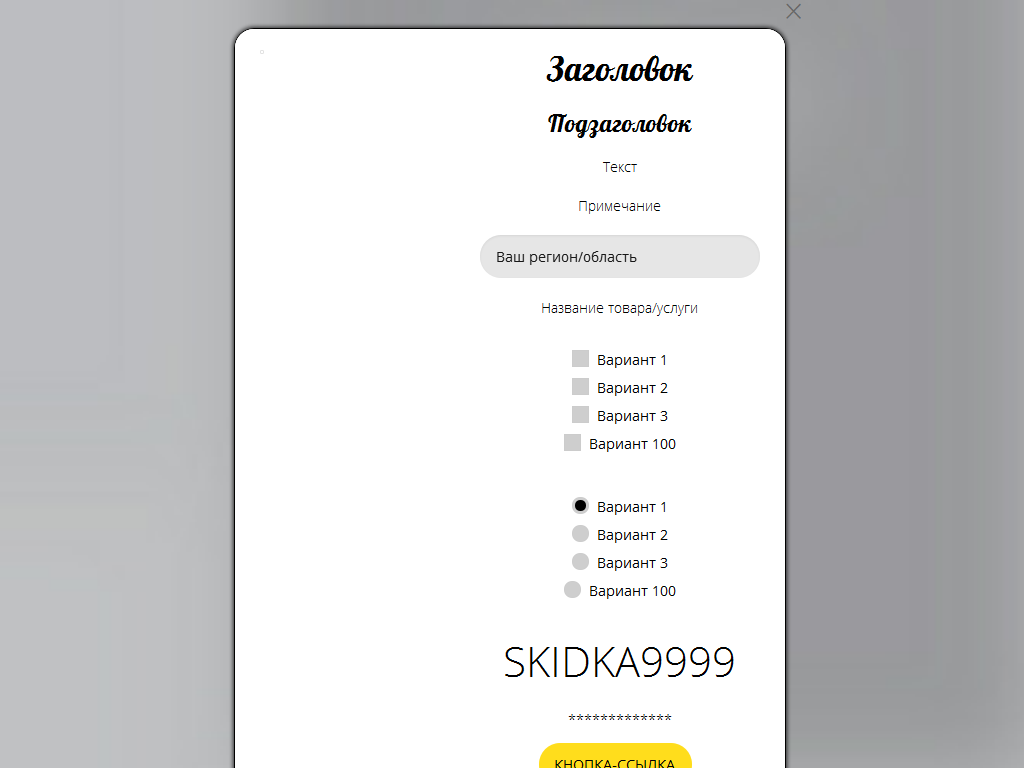 Заголовок
Подзаголовок
Текст
Примечание
Ваш регион/область
Название товара/услуги
Вариант 1
Вариант 2
Вариант 3
Вариант 100
Вариант 1
Вариант 2
Вариант 3
Вариант 100
SKIDKA9999
*************
КНОПКА-ССЫЛКА